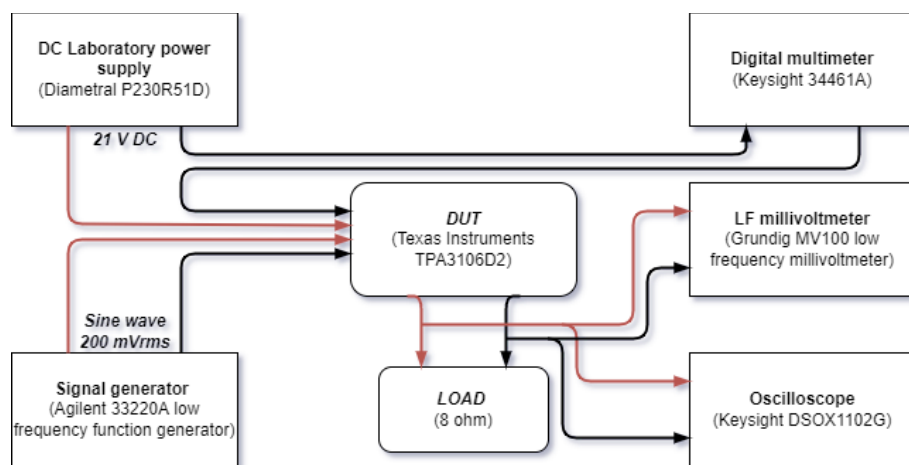 DC Laboratory power
supply
(Diametral P230R51D)
Digital multimeter
(Keysight 34461A)
21 V DC
DUT
(Texas Instruments
TPA3106D2)
LF millivoltmeter
(Grundig MV100 low
frequency millivoltmeter)
Sine wave
200 mVrms
Signal generator
(Agilent 33220A low
frequency function generator)
LOAD
(8 ohm)
Oscilloscope
(Keysight DSOX1102G)